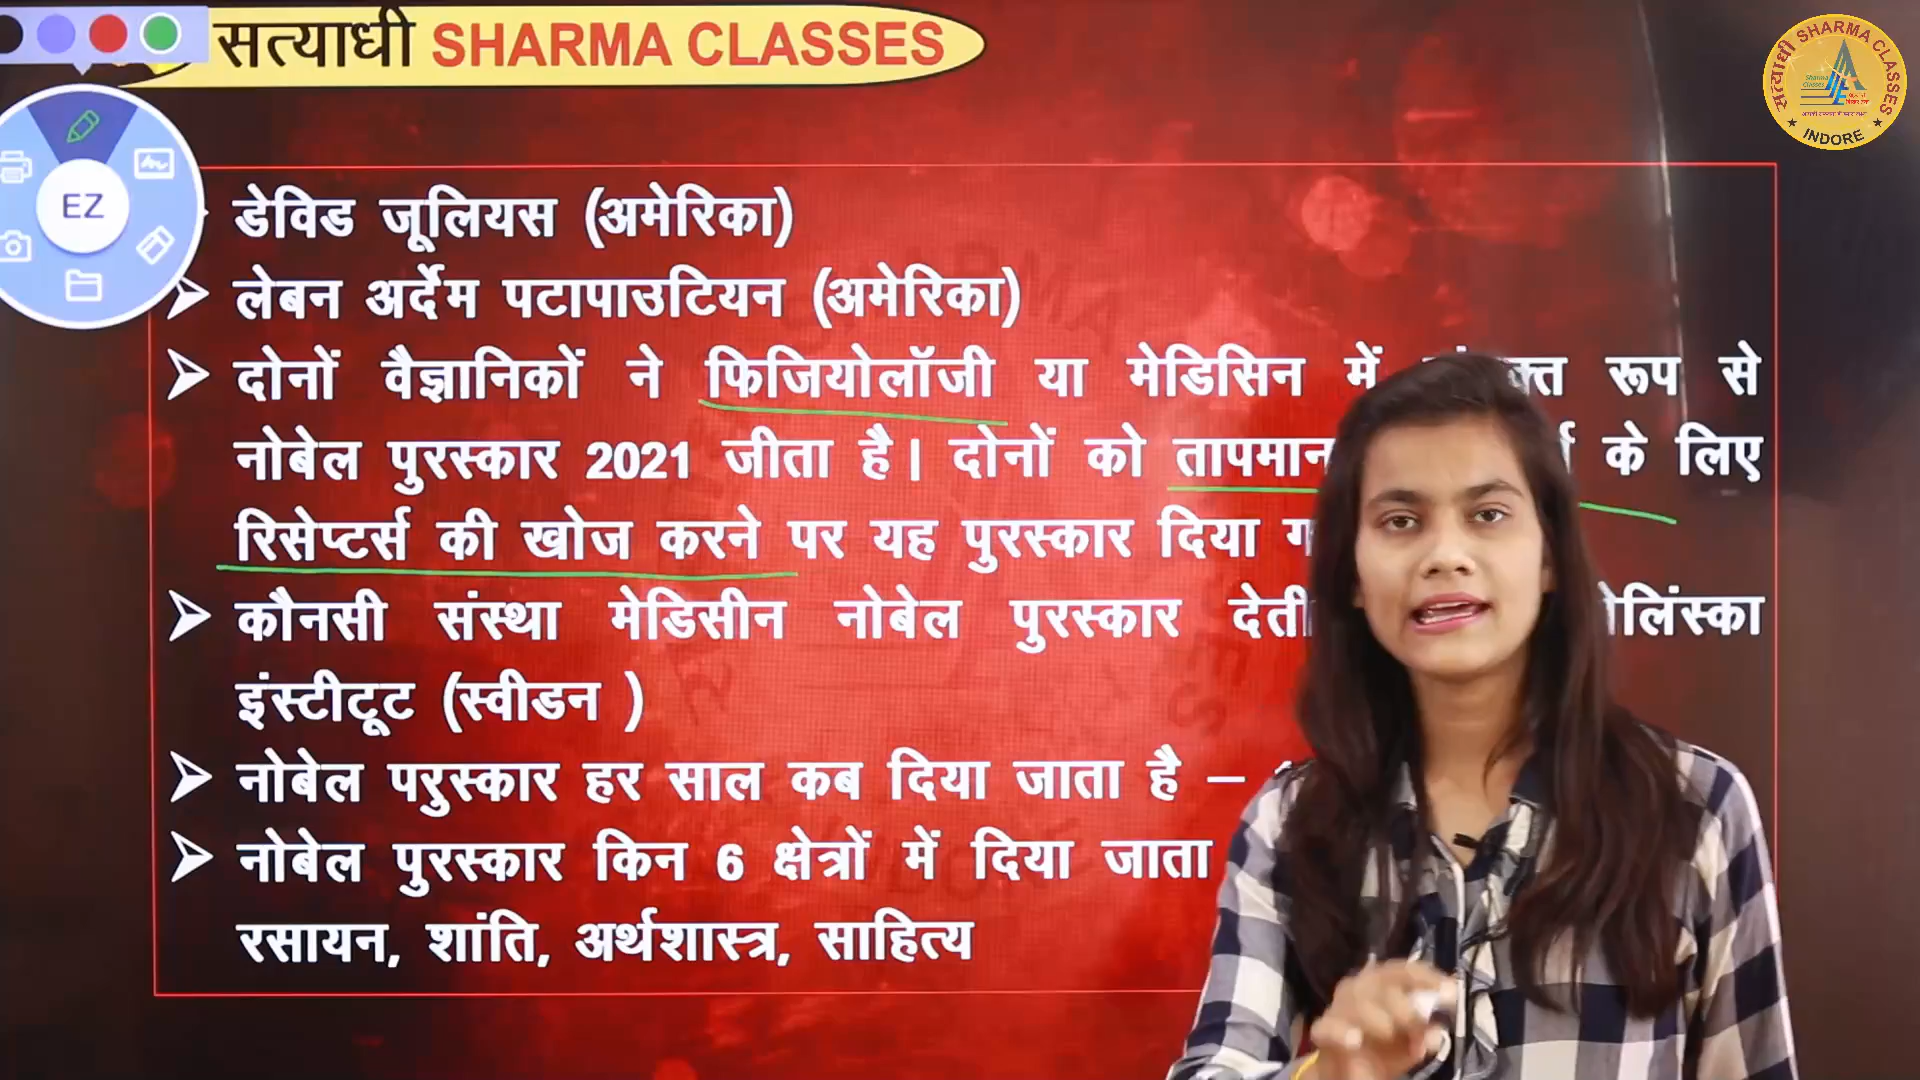 सत्याधी SHARMA CLASSES
सत्याधी SHARMA CLASSES
INDORE
EZ
डेविड जूलियस (अमेरिका)
➢ लेबन अर्देम पटापाउटियन (अमेरिका)
➢ दोनों वैज्ञानिकों ने फिजियोलॉजी या मेडिसिन में रूप से
नोबेल पुरस्कार 2021 जीता है। दोनों को तापमान के लिए
रिसेप्टर्स की खोज करने पर यह पुरस्कार दिया
➢ कौनसी संस्था मेडिसीन नोबेल पुरस्कार
इंस्टीटूट (स्वीडन )
➢ नोबेल परुस्कार हर साल कब दिया जाता है –
➢ नोबेल पुरस्कार किन 6 क्षेत्रों में दिया जाता
रसायन, शांति, अर्थशास्त्र, साहित्य